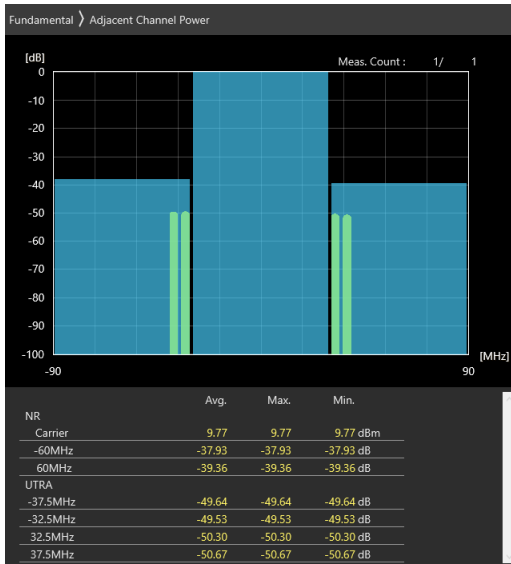 Fundamental 〉 Adjacent Channel Power
[dB]
Meas. Count : 1/ 1
0
-10
-20
-30
-40
-50
-60
-70
-80
-90
-100
[MHz]
-90 90
Avg. Max. Min.
NR
Carrier 9.77 9.77 9.77 dBm
-60MHz -37.93 -37.93 -37.93 dB
60MHz -39.36 -39.36 -39.36 dB
UTRA
-37.5MHz -49.64 -49.64 -49.64 dB
-32.5MHz -49.53 -49.53 -49.53 dB
32.5MHz -50.30 -50.30 -50.30 dB
37.5MHz -50.67 -50.67 -50.67 dB